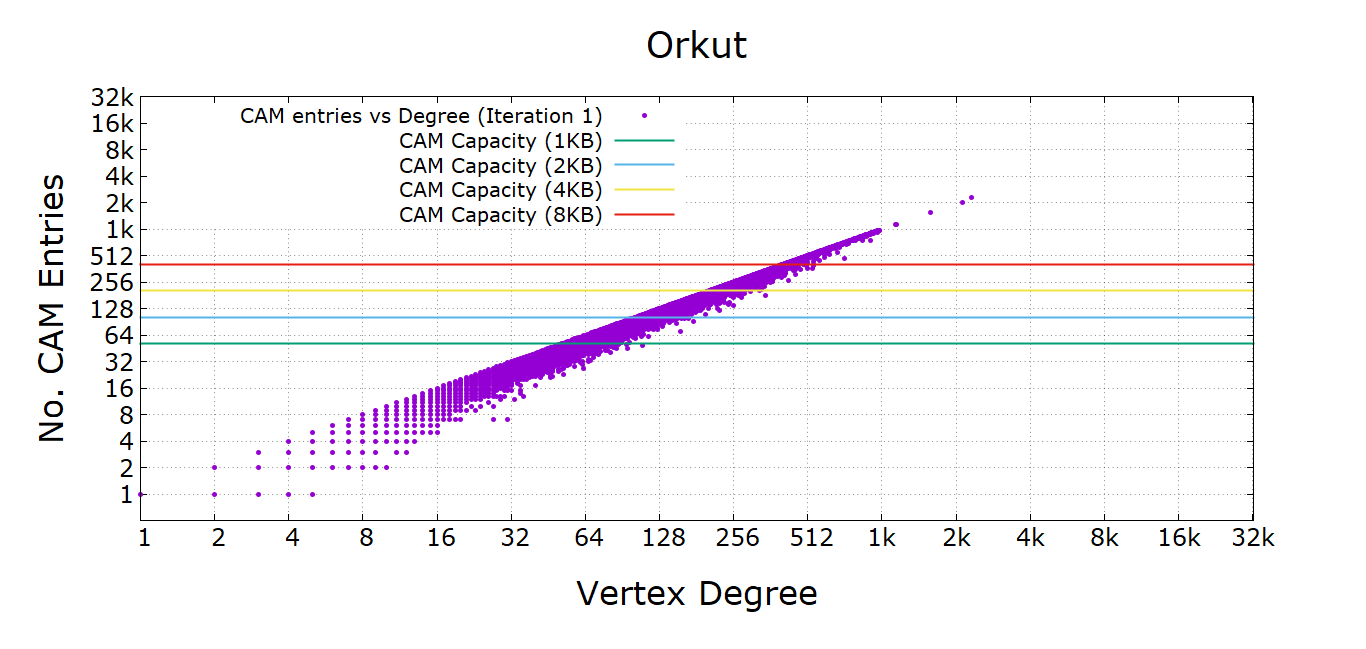 Orkut
32k
16k
8k
4k
2k
1k
512
256
128
64
32
16
8
4
2
1
CAM entries vs Degree (Iteration 1)
CAM Capacity (1KB)
CAM Capacity (2KB)
CAM Capacity (4KB)
CAM Capacity (8KB)
No. CAM Entries
1 2 4 8 16 32 64 128 256 512 1k 2k 4k 8k 16k 32k
Vertex Degree